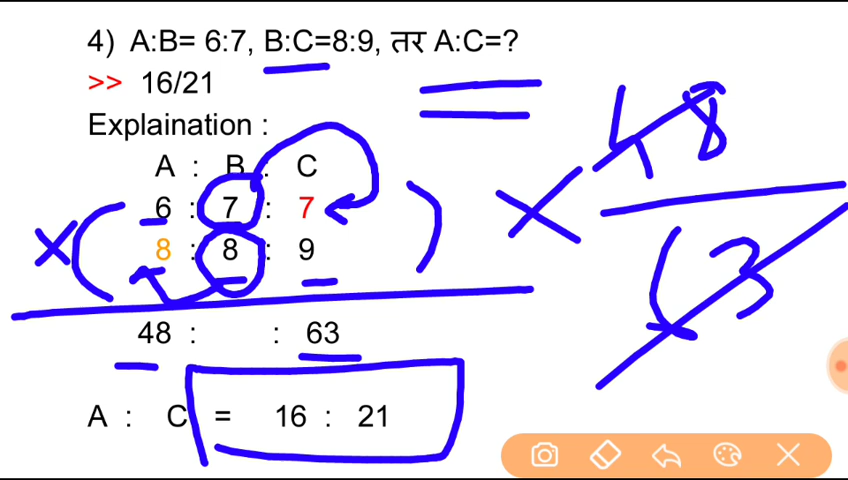 4) A:B= 6:7, B:C=8:9, तर A:C=?
>> 16/21
Explaination :
A : B : C
6 : 7 : 7
8 : 8 : 9
48 : : 63
A : C = 16 : 21
48
63